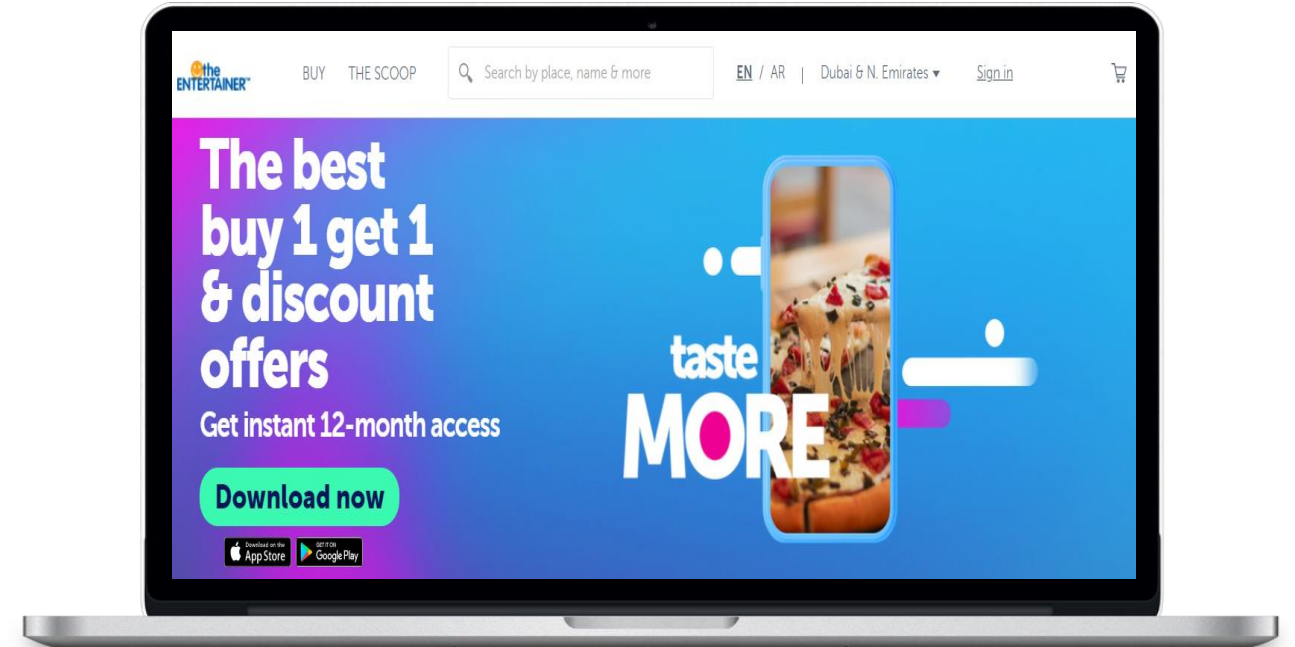 the
ENTERTAINER™
BUY THE SCOOP Search by place, name & more EN / AR | Dubai & N. Emirates ▾ Sign in
The best
buy 1 get 1
& discount
offers
Get instant 12-month access
Download now
Download on the
App Store
GET IT ON
Google Play
taste
MORE